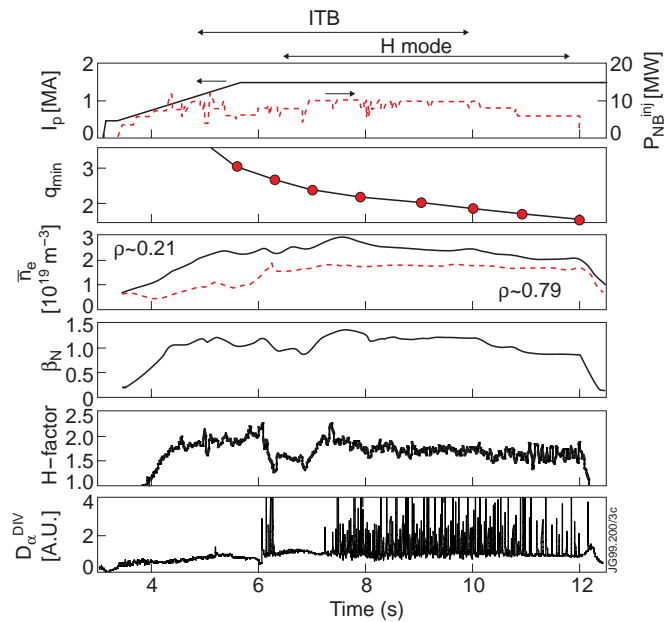 ITB
H mode
2
1
0
I_p [MA]
20
10
0
P_NB^inj [MW]
3
2
q_min
3
2
1
0
n̅_e [10^19 m^−3]
ρ~0.21
ρ~0.79
1.5
1.0
0.5
0
β_N
2.5
2.0
1.5
1.0
H−factor
4
2
0
D_α^DIV [A.U.]
JG99.200/3c
4
6
8
10
12
Time (s)